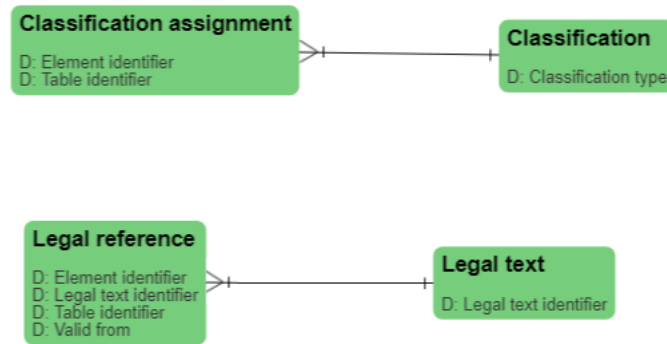 Classification assignment
D: Element identifier
D: Table identifier
Classification
D: Classification type
Legal reference
D: Element identifier
D: Legal text identifier
D: Table identifier
D: Valid from
Legal text
D: Legal text identifier